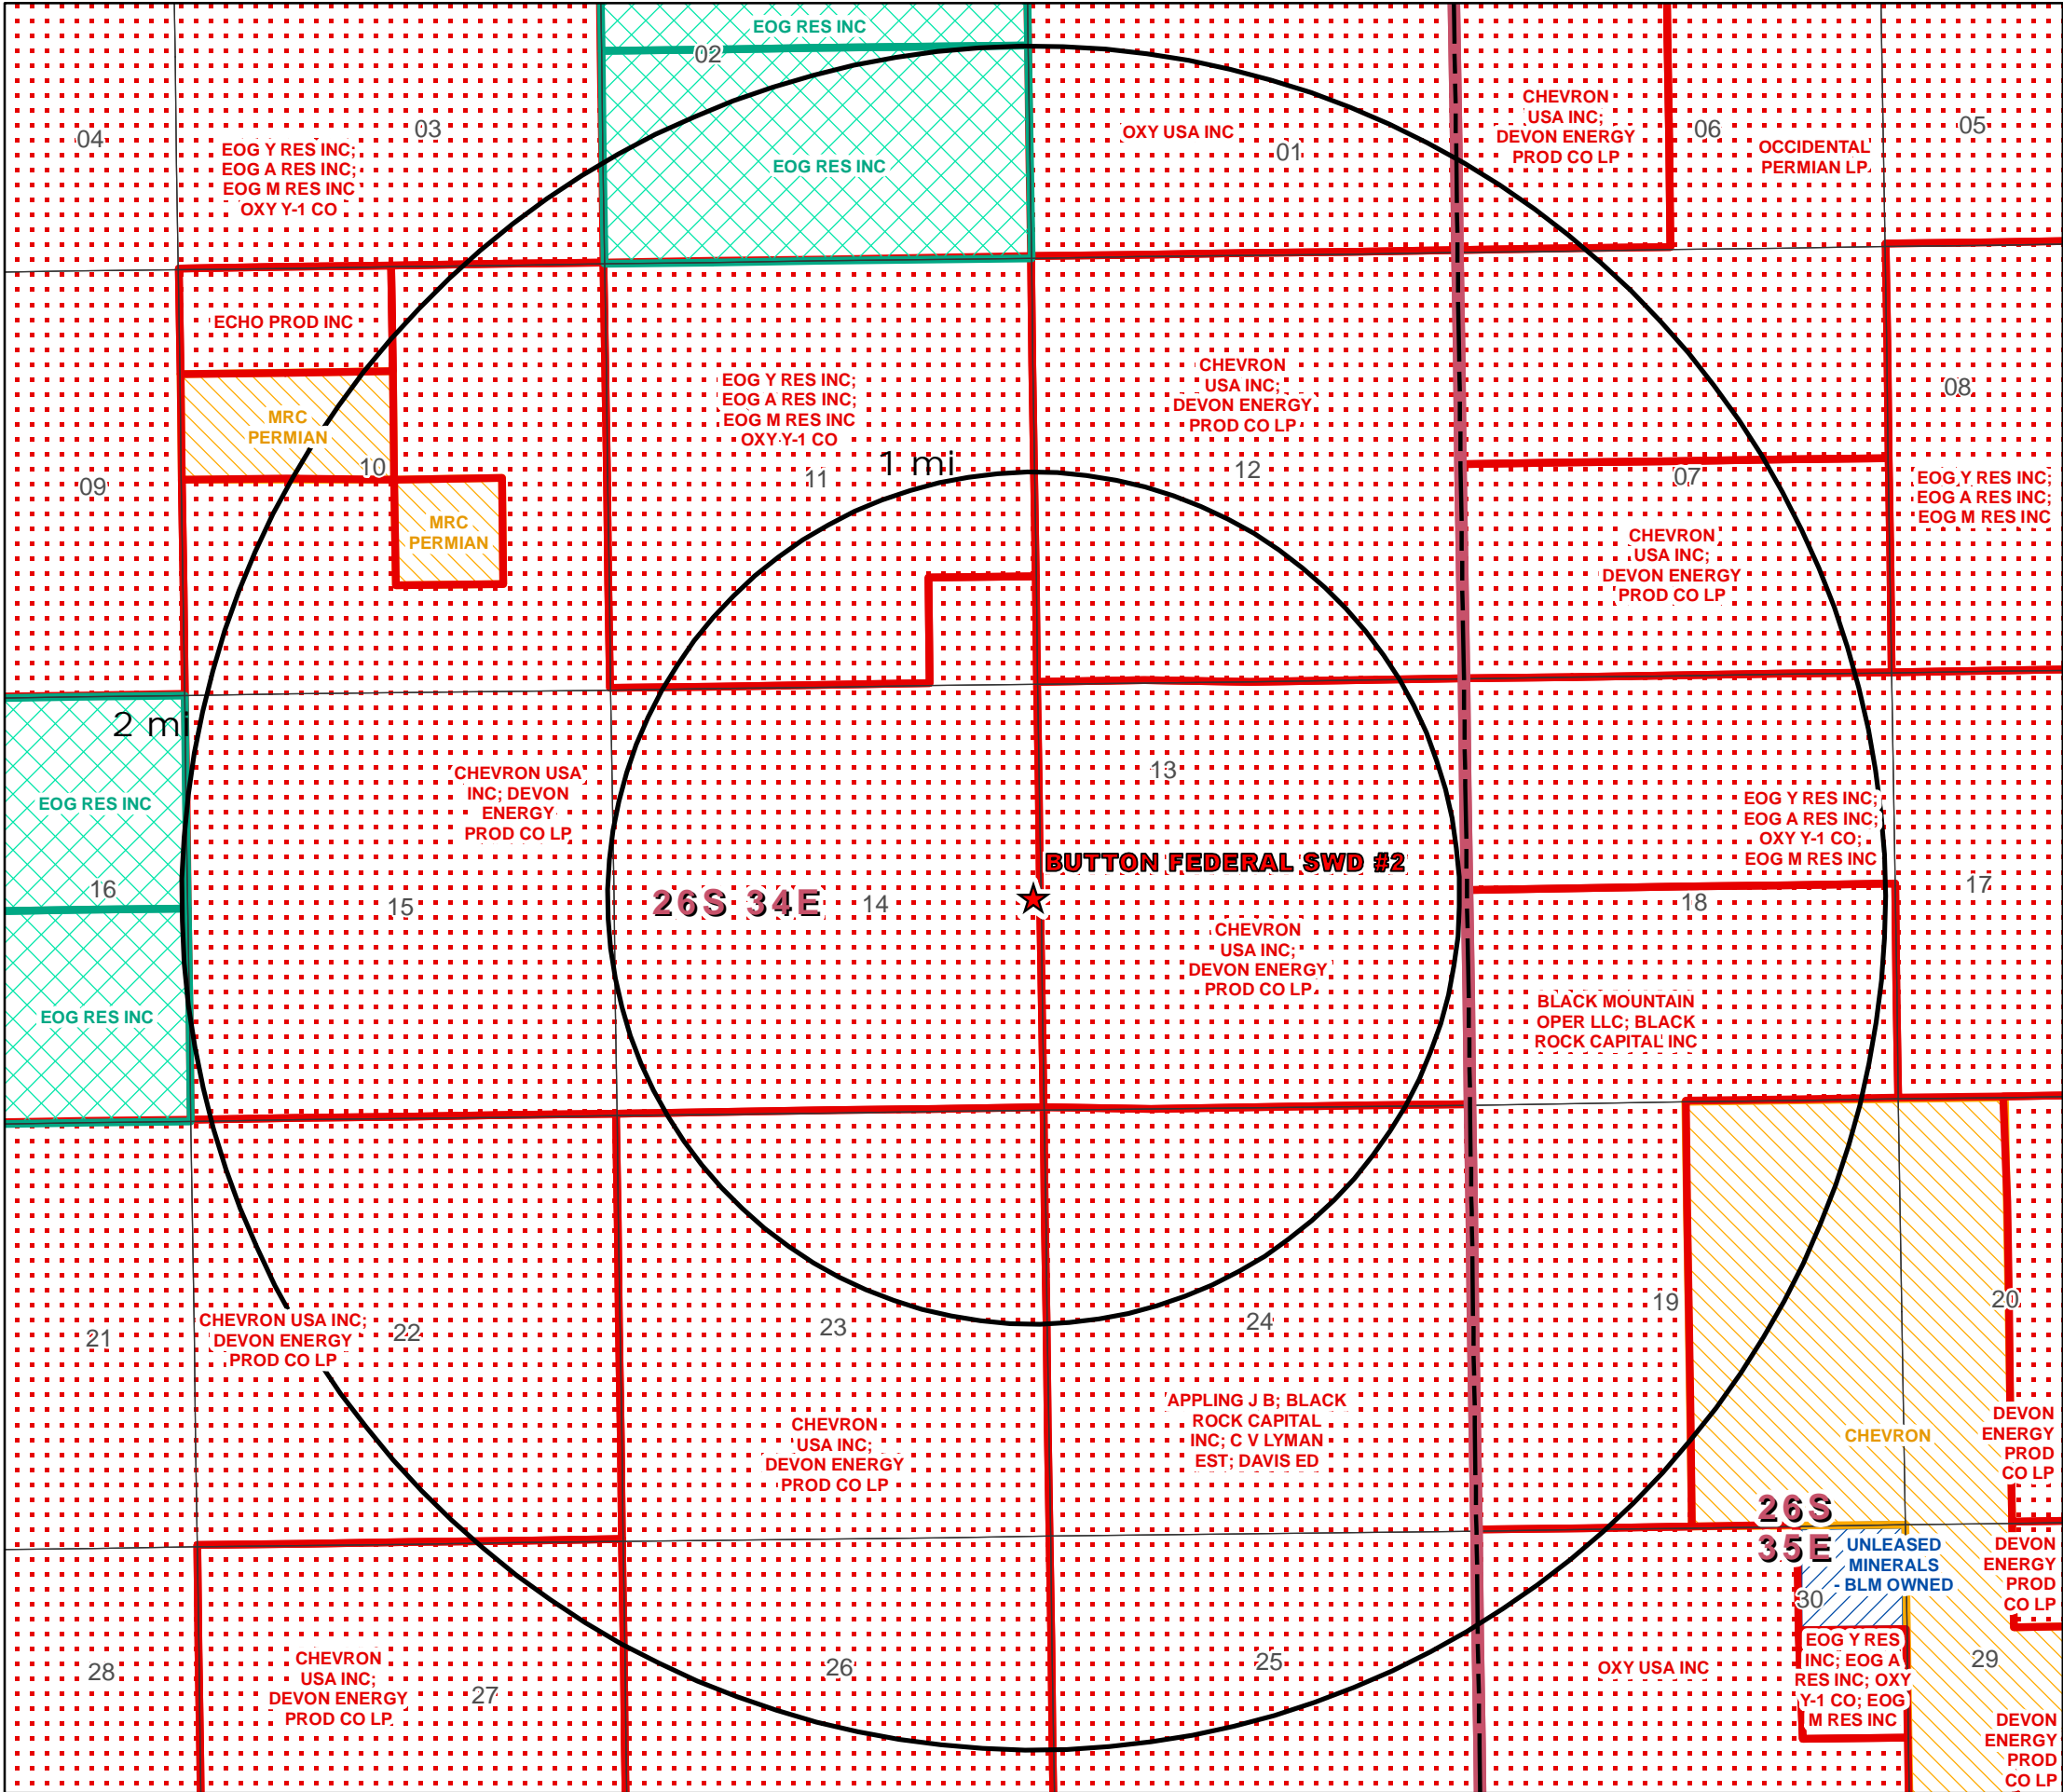 EOG RES INC
02
EOG RES INC
04
EOG Y RES INC;
EOG A RES INC;
EOG M RES INC
OXY Y-1 CO
03
OXY USA INC
01
CHEVRON
USA INC;
DEVON ENERGY
PROD CO LP
06
OCCIDENTAL
PERMIAN LP
05
ECHO PROD INC
MRC
PERMIAN
10
09
MRC
PERMIAN
EOG Y RES INC;
EOG A RES INC;
EOG M RES INC
OXY Y-1 CO
11
1 mi
CHEVRON
USA INC;
DEVON ENERGY
PROD CO LP
12
07
CHEVRON
USA INC;
DEVON ENERGY
PROD CO LP
08
EOG Y RES INC;
EOG A RES INC;
EOG M RES INC
2 mi
EOG RES INC
16
EOG RES INC
CHEVRON USA
INC; DEVON
ENERGY
PROD CO LP
15
26S 34E
14
13
BUTTON FEDERAL SWD #2
CHEVRON
USA INC;
DEVON ENERGY
PROD CO LP
EOG Y RES INC;
EOG A RES INC;
OXY Y-1 CO;
EOG M RES INC
18
17
BLACK MOUNTAIN
OPER LLC; BLACK
ROCK CAPITAL INC
21
CHEVRON USA INC;
DEVON ENERGY
PROD CO LP
22
23
CHEVRON
USA INC;
DEVON ENERGY
PROD CO LP
24
APPLING J B; BLACK
ROCK CAPITAL
INC; C V LYMAN
EST; DAVIS ED
19
20
CHEVRON
DEVON
ENERGY
PROD
CO LP
26S
35E
UNLEASED
MINERALS
- BLM OWNED
DEVON
ENERGY
PROD
CO LP
28
CHEVRON
USA INC;
DEVON ENERGY
PROD CO LP
27
26
25
OXY USA INC
30
EOG Y RES
INC; EOG A
RES INC; OXY
Y-1 CO; EOG
M RES INC
29
DEVON
ENERGY
PROD
CO LP